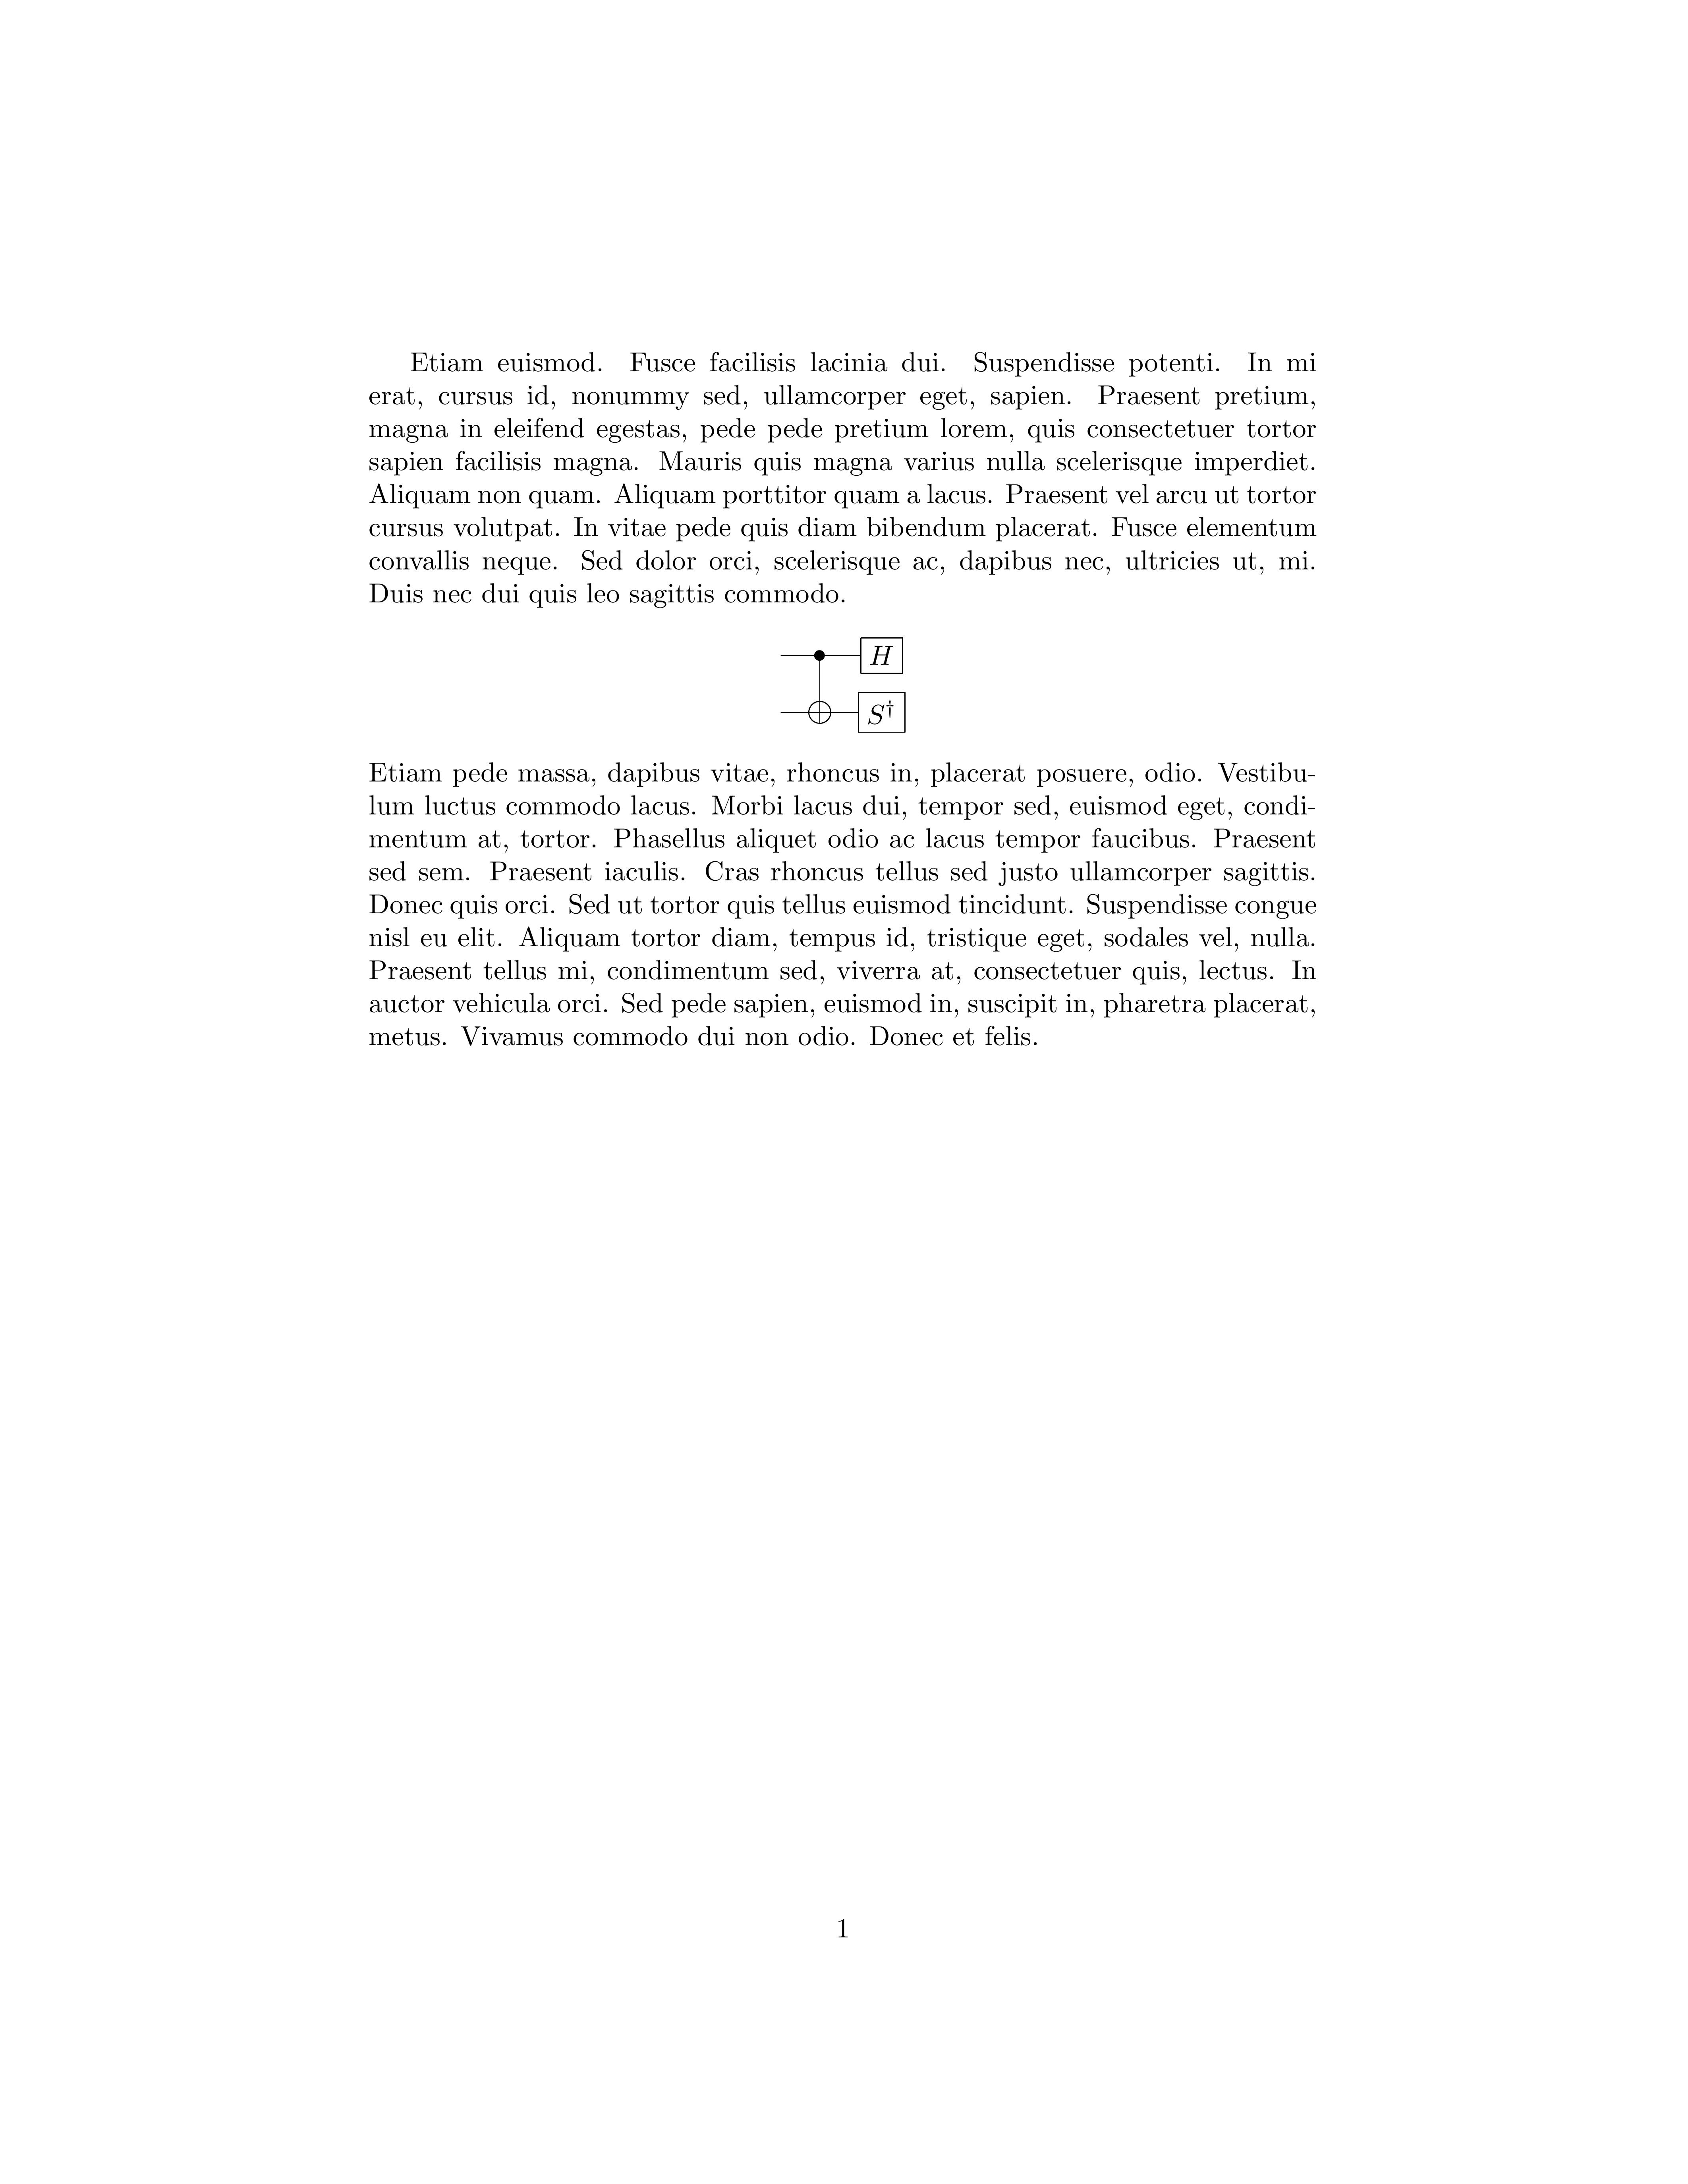 Etiam euismod. Fusce facilisis lacinia dui. Suspendisse potenti. In mi
erat, cursus id, nonummy sed, ullamcorper eget, sapien. Praesent pretium,
magna in eleifend egestas, pede pede pretium lorem, quis consectetuer tortor
sapien facilisis magna. Mauris quis magna varius nulla scelerisque imperdiet.
Aliquam non quam. Aliquam porttitor quam a lacus. Praesent vel arcu ut tortor
cursus volutpat. In vitae pede quis diam bibendum placerat. Fusce elementum
convallis neque. Sed dolor orci, scelerisque ac, dapibus nec, ultricies ut, mi.
Duis nec dui quis leo sagittis commodo.
H
S†
Etiam pede massa, dapibus vitae, rhoncus in, placerat posuere, odio. Vestibu-
lum luctus commodo lacus. Morbi lacus dui, tempor sed, euismod eget, condi-
mentum at, tortor. Phasellus aliquet odio ac lacus tempor faucibus. Praesent
sed sem. Praesent iaculis. Cras rhoncus tellus sed justo ullamcorper sagittis.
Donec quis orci. Sed ut tortor quis tellus euismod tincidunt. Suspendisse congue
nisl eu elit. Aliquam tortor diam, tempus id, tristique eget, sodales vel, nulla.
Praesent tellus mi, condimentum sed, viverra at, consectetuer quis, lectus. In
auctor vehicula orci. Sed pede sapien, euismod in, suscipit in, pharetra placerat,
metus. Vivamus commodo dui non odio. Donec et felis.
1